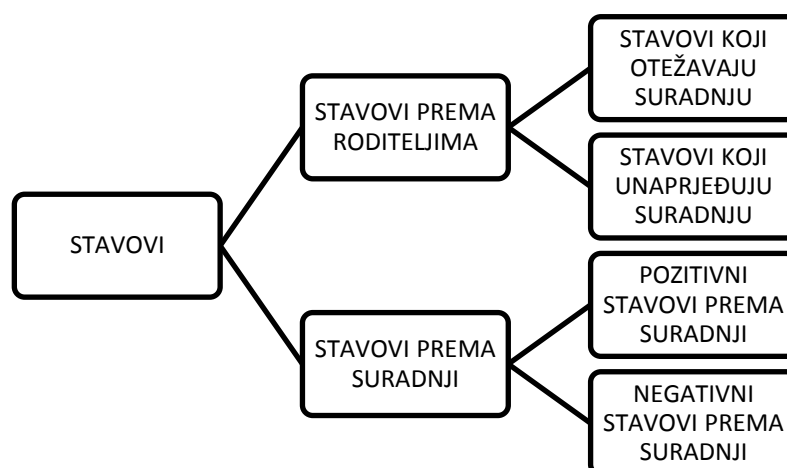 STAVOVI
STAVOVI PREMA
RODITELJIMA
STAVOVI KOJI
OTEŽAVAJU
SURADNJU
STAVOVI KOJI
UNAPRJEĐUJU
SURADNJU
STAVOVI PREMA
SURADNJI
POZITIVNI
STAVOVI PREMA
SURADNJI
NEGATIVNI
STAVOVI PREMA
SURADNJI